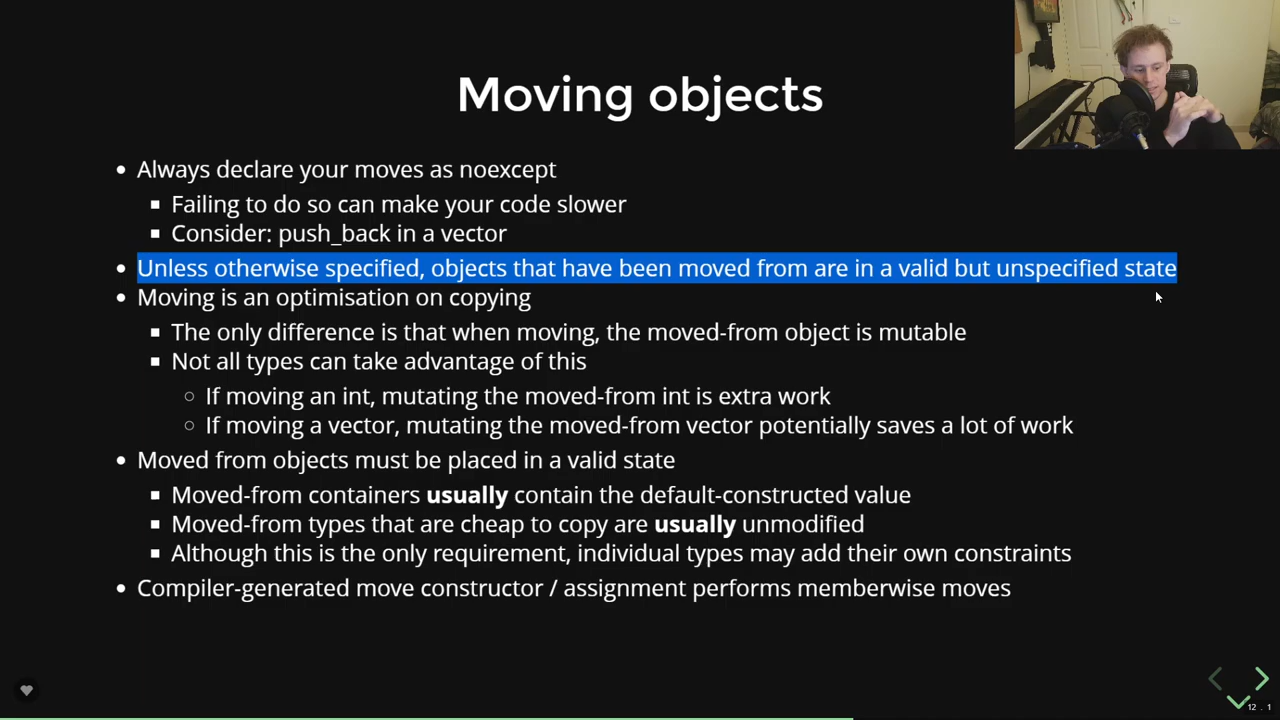 Moving objects
Always declare your moves as noexcept
Failing to do so can make your code slower
Consider: push_back in a vector
Unless otherwise specified, objects that have been moved from are in a valid but unspecified state
Moving is an optimisation on copying
The only difference is that when moving, the moved-from object is mutable
Not all types can take advantage of this
If moving an int, mutating the moved-from int is extra work
If moving a vector, mutating the moved-from vector potentially saves a lot of work
Moved from objects must be placed in a valid state
Moved-from containers usually contain the default-constructed value
Moved-from types that are cheap to copy are usually unmodified
Although this is the only requirement, individual types may add their own constraints
Compiler-generated move constructor / assignment performs memberwise moves
12 . 1